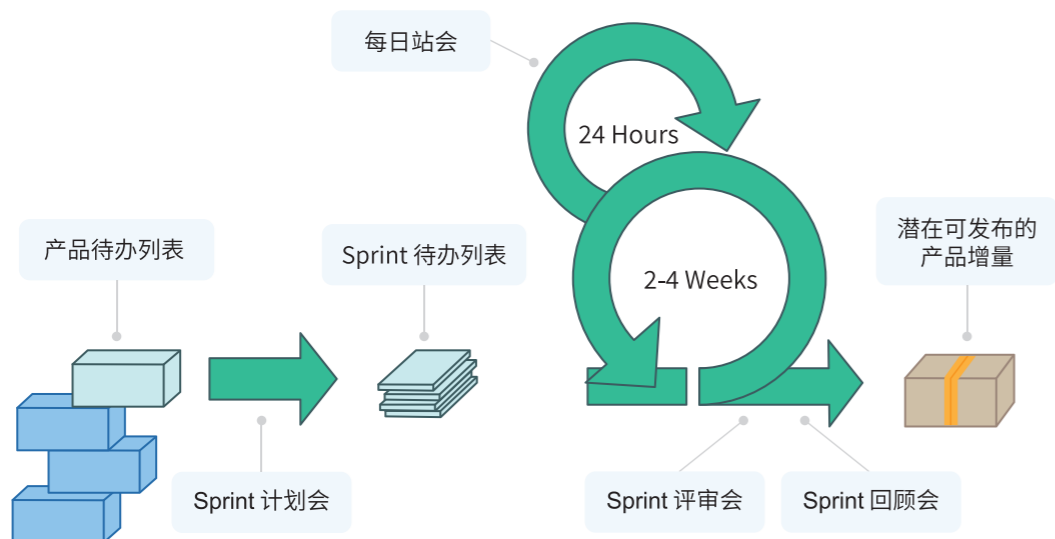 每日站会
24 Hours
产品待办列表
Sprint 待办列表
2-4 Weeks
潜在可发布的
产品增量
Sprint 计划会
Sprint 评审会
Sprint 回顾会